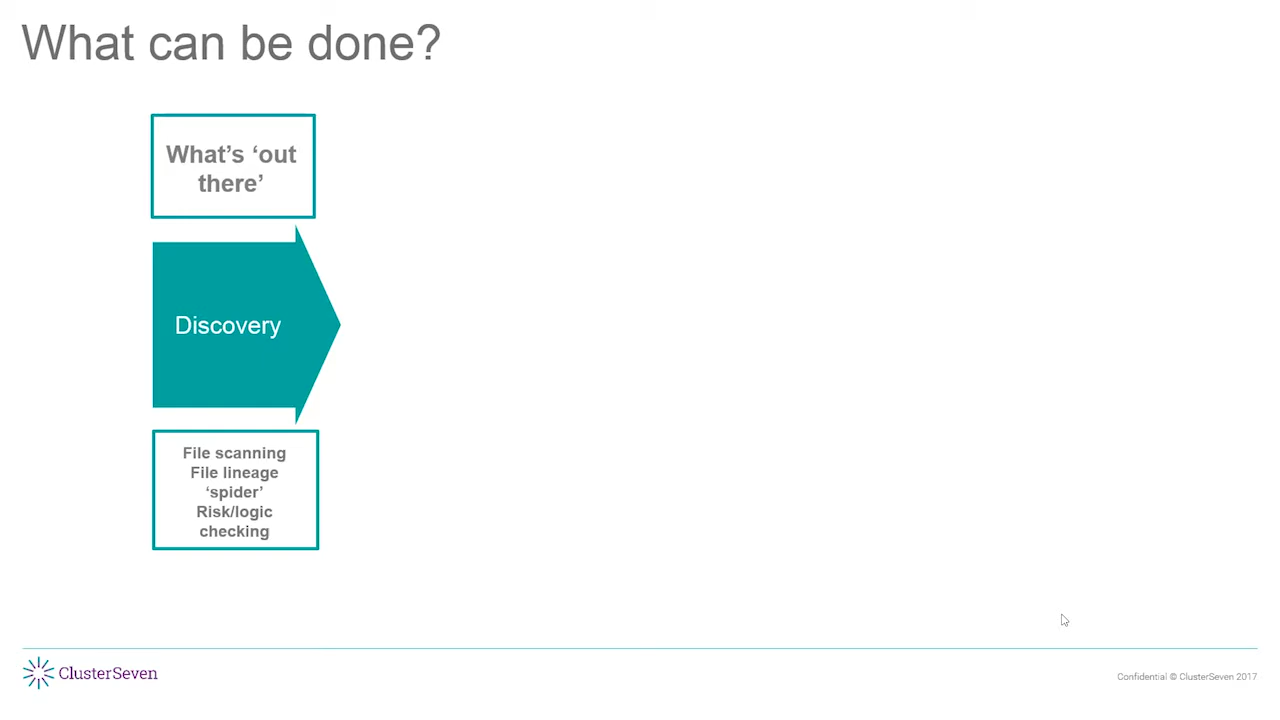 What can be done?
What’s ‘out
there’
Discovery
File scanning
File lineage
‘spider’
Risk/logic
checking
ClusterSeven
Confidential © ClusterSeven 2017